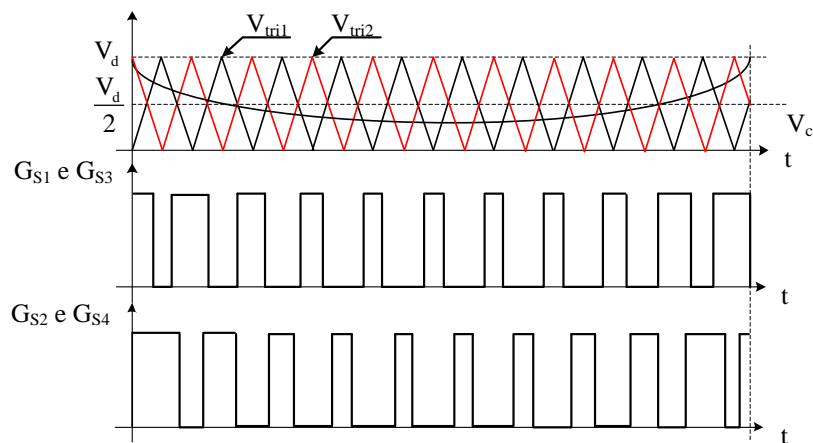 V_tri1 V_tri2
V_d
V_d
2
V_c
t
G_S1 e G_S3
t
G_S2 e G_S4
t